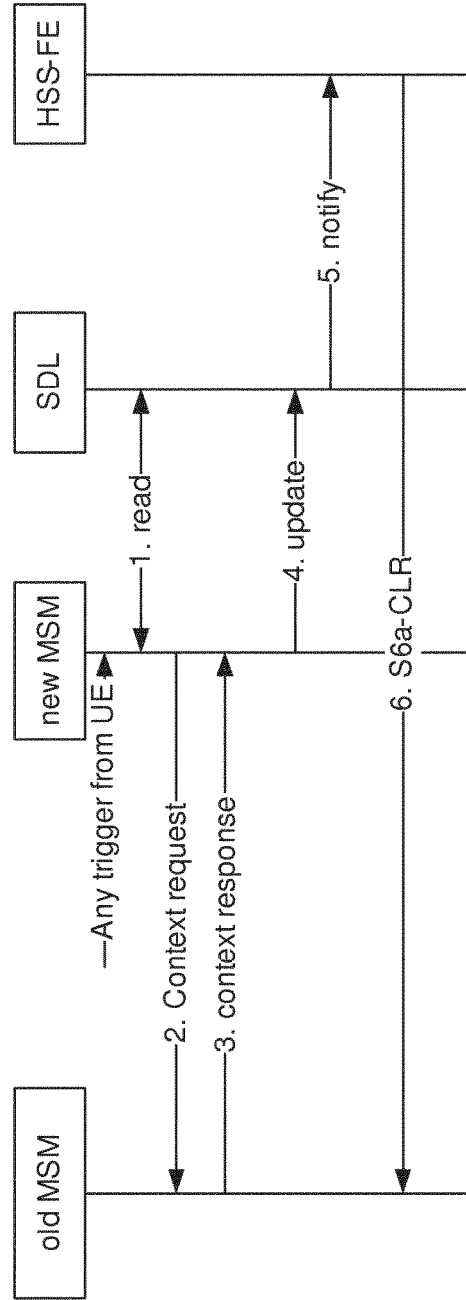 old MSM
new MSM
SDL
HSS-FE
Any trigger from UE
1. read
2. Context request
3. context response
4. update
5. notify
6. S6a-CLR